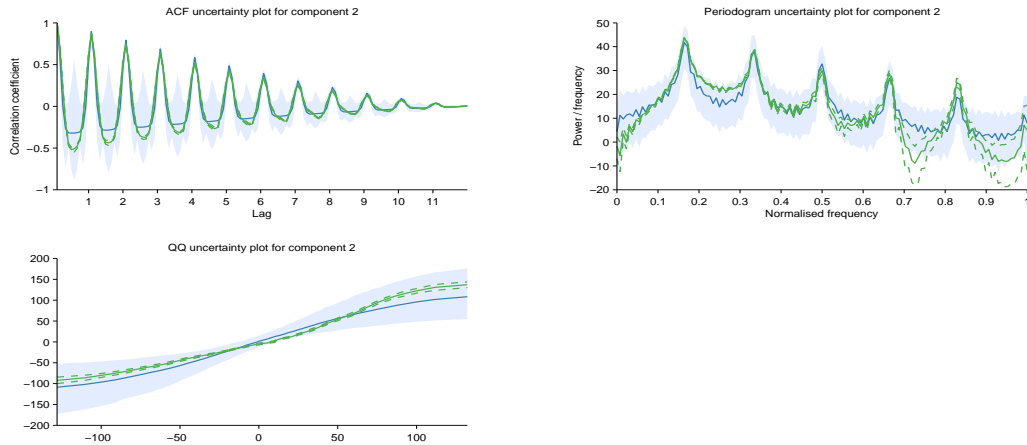 ACF uncertainty plot for component 2
1
0.5
0
−0.5
−1
Correlation coefficient
1 2 3 4 5 6 7 8 9 10 11
Lag
Periodogram uncertainty plot for component 2
50
40
30
20
10
0
−10
−20
Power / frequency
0 0.1 0.2 0.3 0.4 0.5 0.6 0.7 0.8 0.9 1
Normalised frequency
QQ uncertainty plot for component 2
200
150
100
50
0
−50
−100
−150
−200
−100 −50 0 50 100